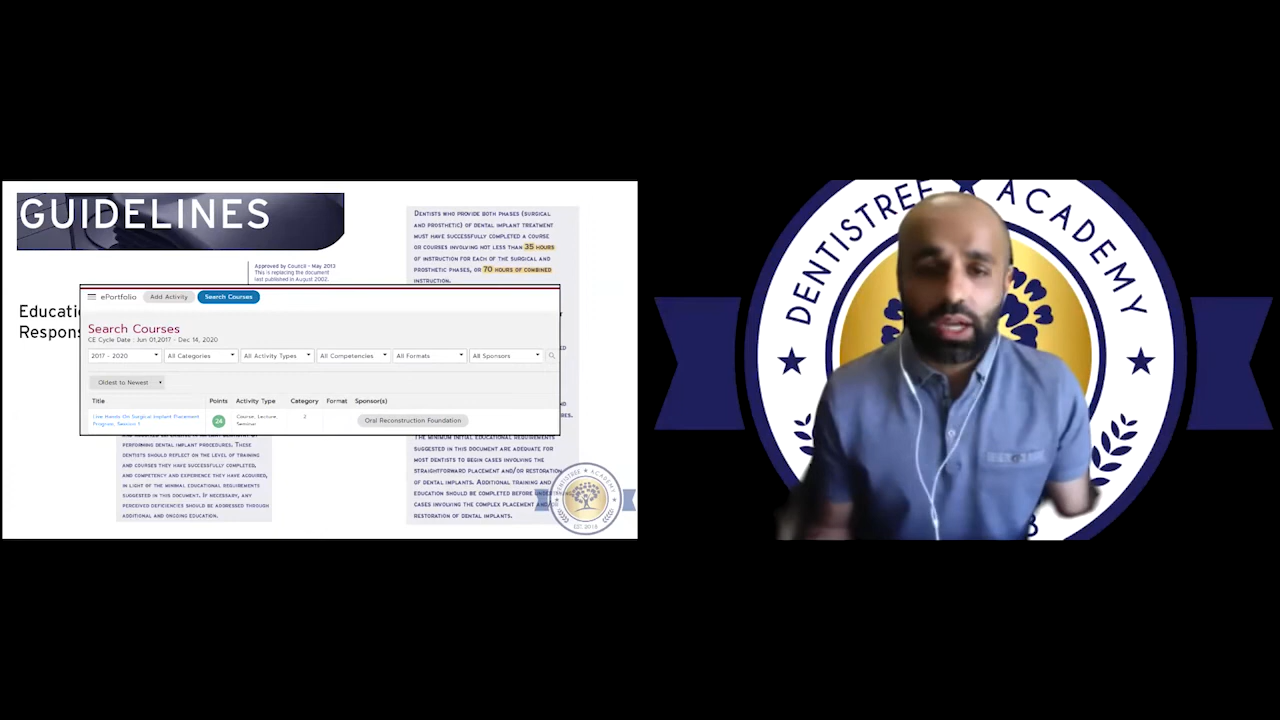 GUIDELINES
Approved by Council – May 2013
This is replacing the document
last published in August 2002.
Educatio
Respons
DENTISTS WHO PROVIDE BOTH PHASES (SURGICAL
AND PROSTHETIC) OF DENTAL IMPLANT TREATMENT
MUST HAVE SUCCESSFULLY COMPLETED A COURSE
OR COURSES INVOLVING NOT LESS THAN 35 HOURS
OF INSTRUCTION FOR EACH OF THE SURGICAL AND
PROSTHETIC PHASES, OR 70 HOURS OF COMBINED
INSTRUCTION.
ePortfolio Add Activity Search Courses
Search Courses
CE Cycle Date : Jun 01,2017 - Dec 14, 2020
2017 - 2020 All Categories All Activity Types All Competencies All Formats All Sponsors
Oldest to Newest
Title Points Activity Type Category Format Sponsor(s)
Live Hands On Surgical Implant Placement
Program, Session 1
24
Course, Lecture,
Seminar
2
Oral Reconstruction Foundation
PERFORMING DENTAL IMPLANT PROCEDURES. THESE
DENTISTS SHOULD REFLECT ON THE LEVEL OF TRAINING
AND COURSES THEY HAVE SUCCESSFULLY COMPLETED,
AND COMPETENCY AND EXPERIENCE THEY HAVE ACQUIRED,
IN LIGHT OF THE MINIMAL EDUCATIONAL REQUIREMENTS
SUGGESTED IN THIS DOCUMENT. IF NECESSARY, ANY
PERCEIVED DEFICIENCIES SHOULD BE ADDRESSED THROUGH
ADDITIONAL AND ONGOING EDUCATION.
THE MINIMUM INITIAL EDUCATIONAL REQUIREMENTS
SUGGESTED IN THIS DOCUMENT ARE ADEQUATE FOR
MOST DENTISTS TO BEGIN CASES INVOLVING THE
STRAIGHTFORWARD PLACEMENT AND/OR RESTORATION
OF DENTAL IMPLANTS. ADDITIONAL TRAINING AND
EDUCATION SHOULD BE COMPLETED BEFORE UNDERTAKING
CASES INVOLVING THE COMPLEX PLACEMENT AND/OR
RESTORATION OF DENTAL IMPLANTS.
DENTISTREE ACADEMY
EST. 2018
DENTISTREE ACADEMY